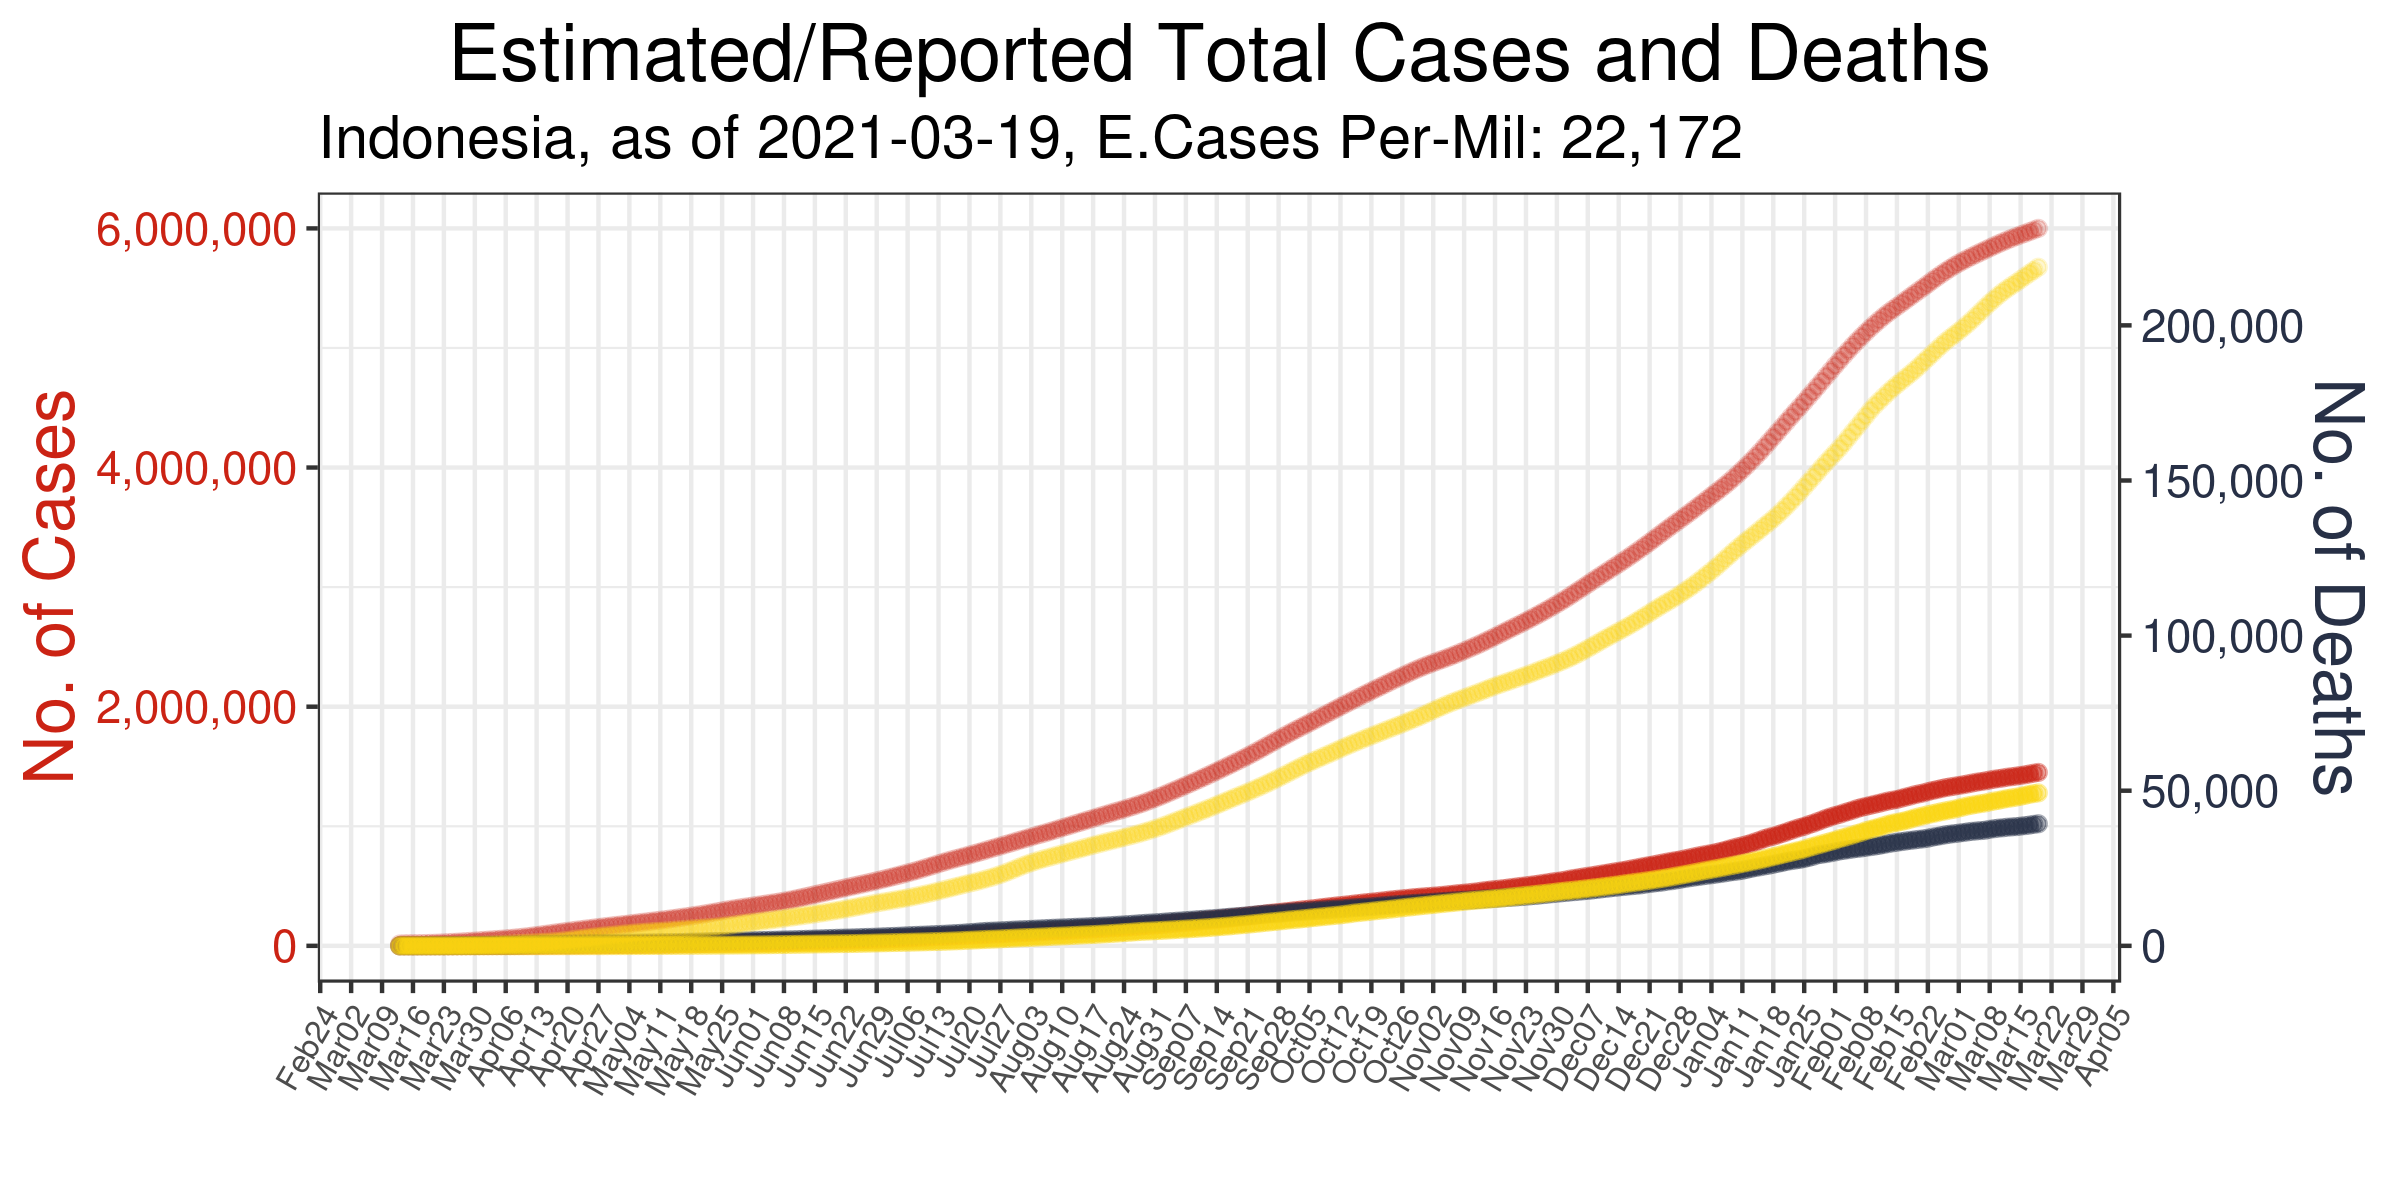 Estimated/Reported Total Cases and Deaths
Indonesia, as of 2021-03-19, E.Cases Per-Mil: 22,172
No. of Cases
6,000,000
4,000,000
2,000,000
0
200,000
150,000
100,000
50,000
0
No. of Deaths
Feb24
Mar02
Mar09
Mar16
Mar23
Mar30
Apr06
Apr13
Apr20
Apr27
May04
May11
May18
May25
Jun01
Jun08
Jun15
Jun22
Jun29
Jul06
Jul13
Jul20
Jul27
Aug03
Aug10
Aug17
Aug24
Aug31
Sep07
Sep14
Sep21
Sep28
Oct05
Oct12
Oct19
Oct26
Nov02
Nov09
Nov16
Nov23
Nov30
Dec07
Dec14
Dec21
Dec28
Jan04
Jan11
Jan18
Jan25
Feb01
Feb08
Feb15
Feb22
Mar01
Mar08
Mar15
Mar22
Mar29
Apr05